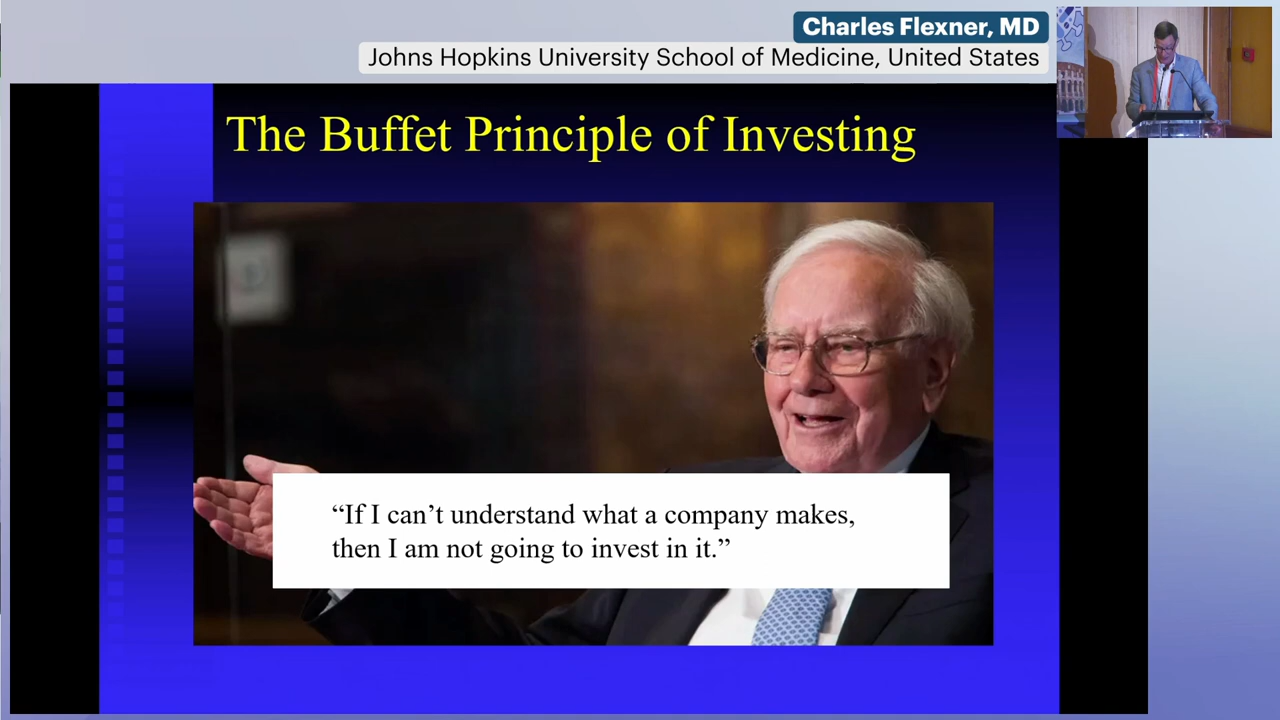 Charles Flexner, MD
Johns Hopkins University School of Medicine, United States
The Buffet Principle of Investing
“If I can’t understand what a company makes,
then I am not going to invest in it.”